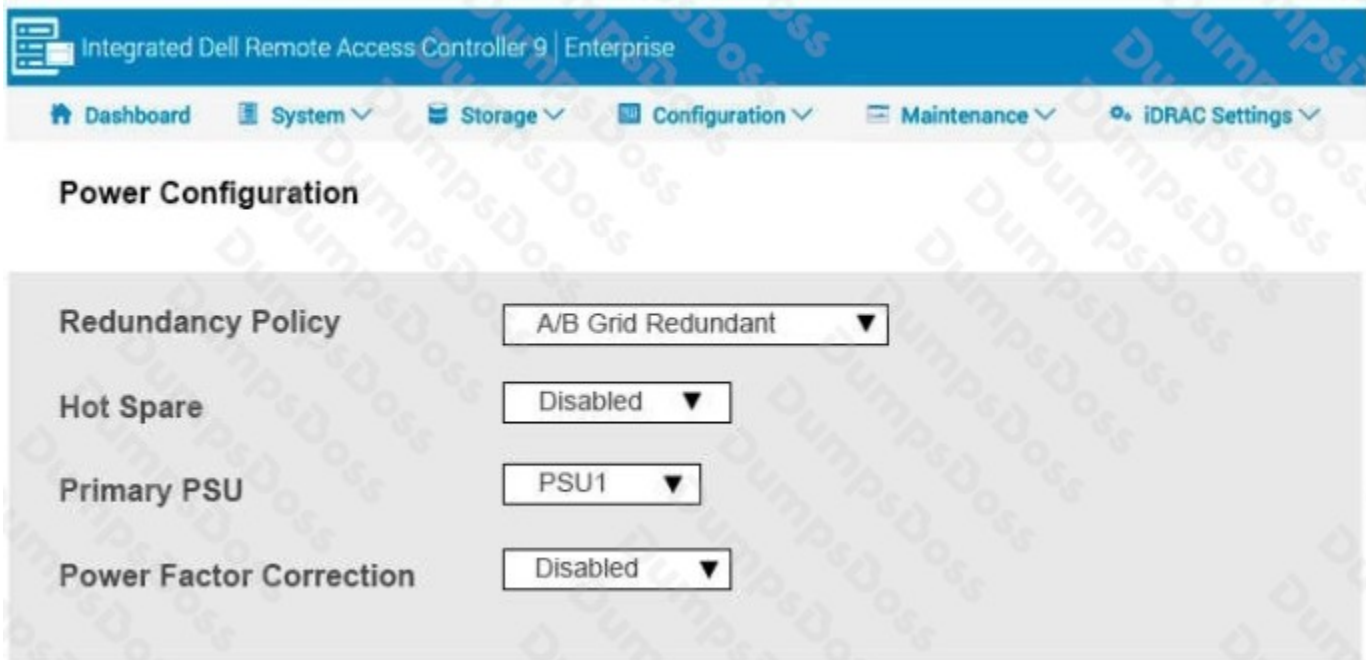 Integrated Dell Remote Access Controller 9 | Enterprise
Dashboard System Storage Configuration Maintenance iDRAC Settings
Power Configuration
Redundancy Policy A/B Grid Redundant
Hot Spare Disabled
Primary PSU PSU1
Power Factor Correction Disabled
DumpsDoss